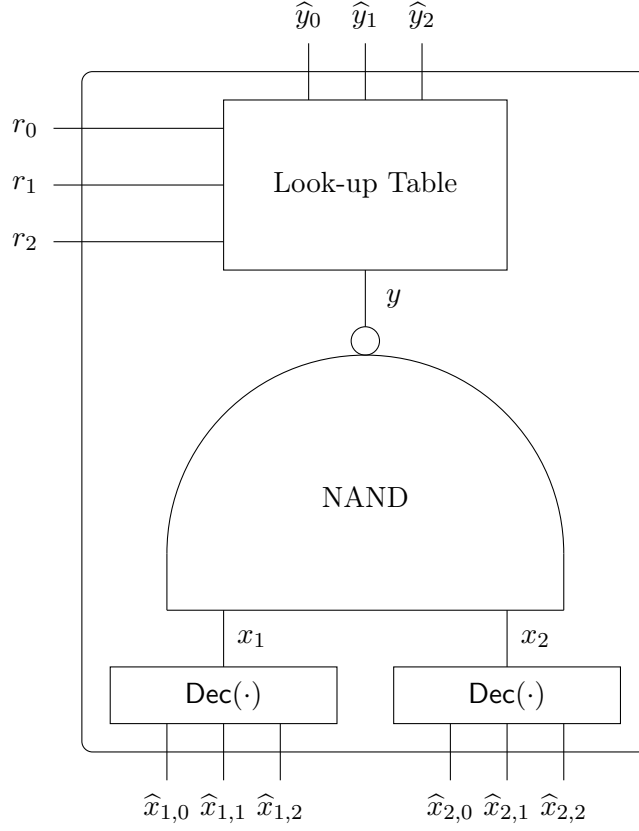 ŷ₀ ŷ₁ ŷ₂
r₀
Look-up Table
r₁
r₂
y
NAND
x₁ x₂
Dec(·) Dec(·)
x̂₁,₀ x̂₁,₁ x̂₁,₂ x̂₂,₀ x̂₂,₁ x̂₂,₂